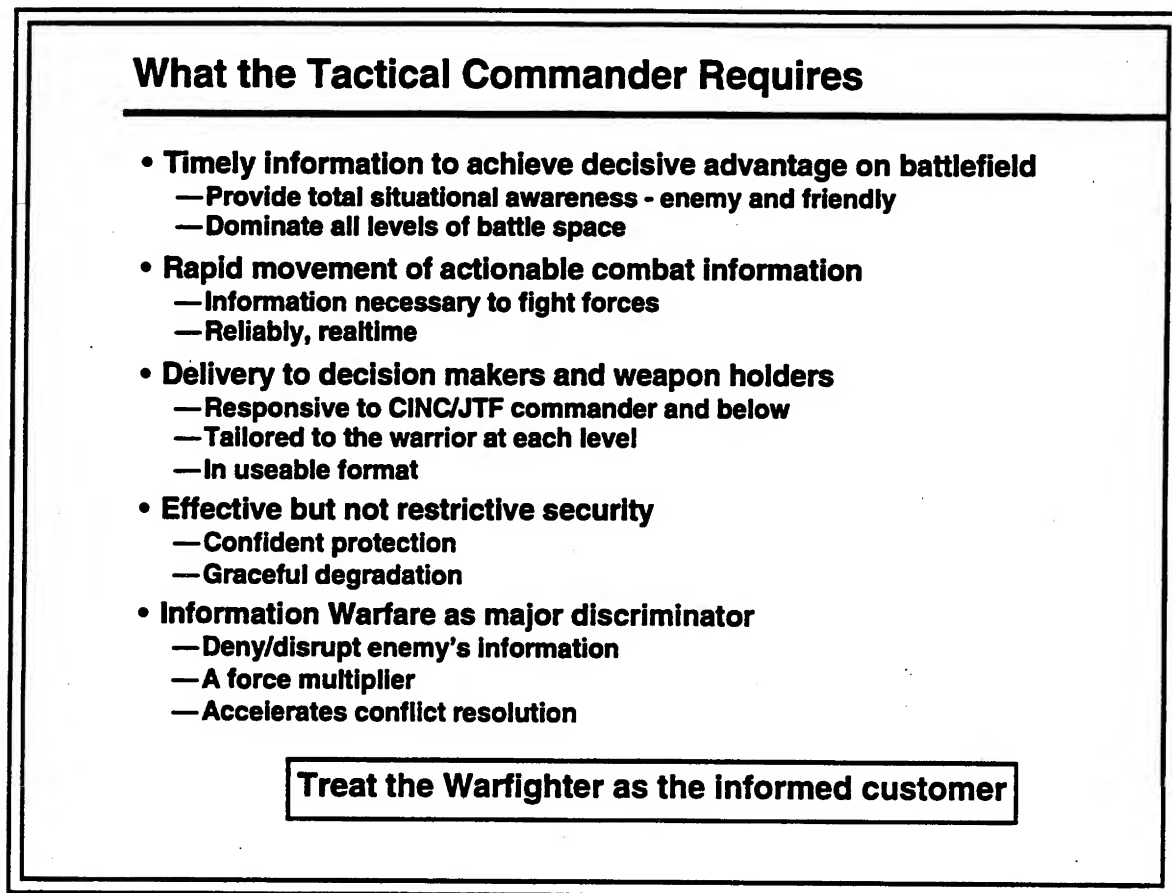 What the Tactical Commander Requires
• Timely information to achieve decisive advantage on battlefield
—Provide total situational awareness - enemy and friendly
—Dominate all levels of battle space
• Rapid movement of actionable combat information
—Information necessary to fight forces
—Reliably, realtime
• Delivery to decision makers and weapon holders
—Responsive to CINC/JTF commander and below
—Tailored to the warrior at each level
—In useable format
• Effective but not restrictive security
—Confident protection
—Graceful degradation
• Information Warfare as major discriminator
—Deny/disrupt enemy's information
—A force multiplier
—Accelerates conflict resolution
Treat the Warfighter as the informed customer